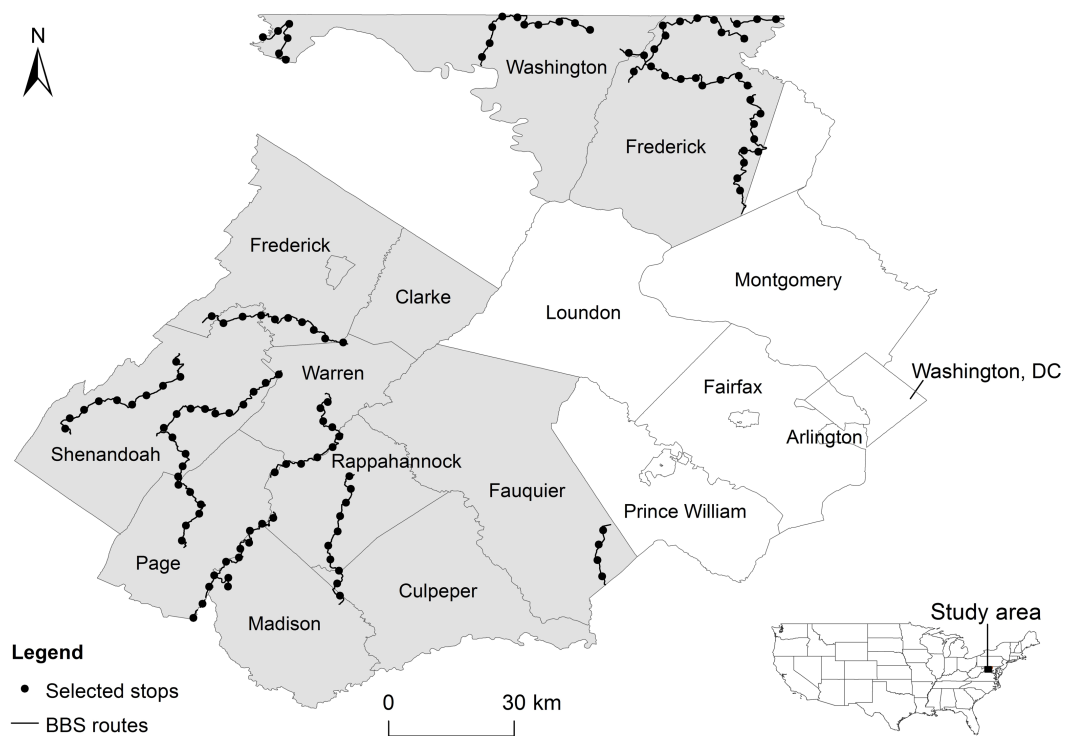 N
Washington
Frederick
Frederick
Montgomery
Clarke
Loundon
Washington, DC
Warren
Fairfax
Arlington
Shenandoah
Rappahannock
Fauquier
Prince William
Page
Culpeper
Madison
Study area
Legend
Selected stops
BBS routes
0 30 km